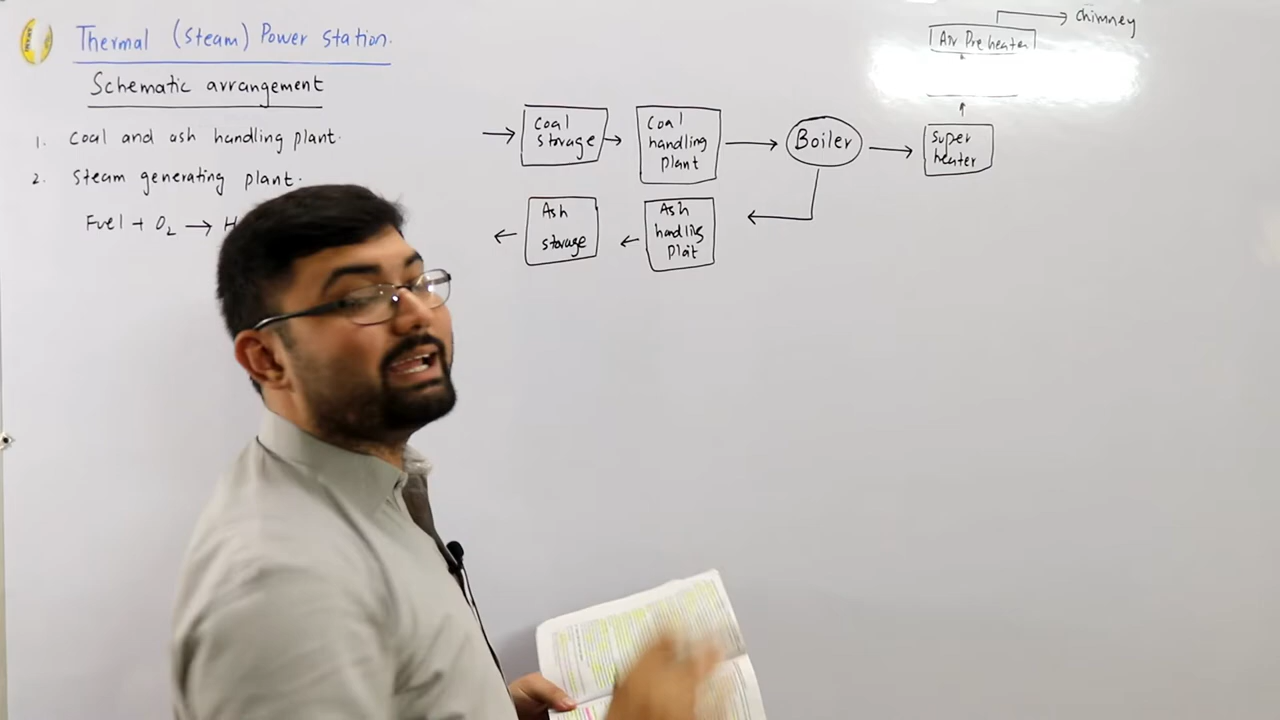 Thermal (Steam) Power Station.
Schematic arrangement
1. Coal and ash handling plant.
2. Steam generating plant.
Fuel + O2 → H
Chimney
Air Preheater
Coal
storage
Coal
handling
plant
Boiler
Super
heater
Ash
storage
Ash
handling
Plait